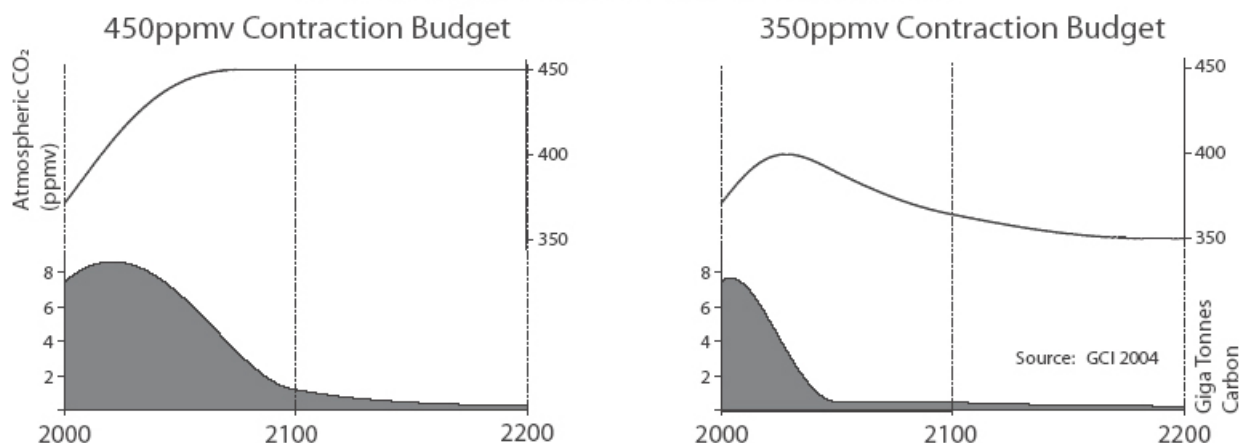 450ppmv Contraction Budget
Atmospheric CO₂
(ppmv)
450
400
350
8
6
4
2
2000
2100
2200
350ppmv Contraction Budget
450
400
350
8
6
4
2
Source: GCI 2004
Giga Tonnes
Carbon
2000
2100
2200